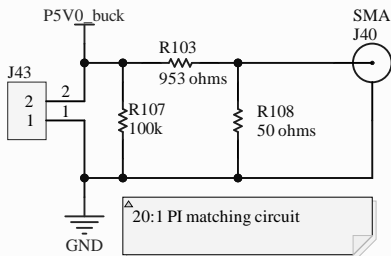 P5V0_buck
SMA
J40
R103
953 ohms
J43
2
2
1
1
R107
100k
R108
50 ohms
GND
20:1 PI matching circuit